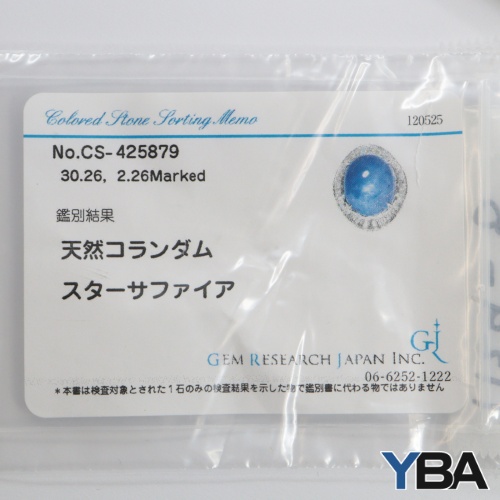 Colored Stone Sorting Memo
120525
No.CS-425879
30.26, 2.26Marked
鑑別結果
天然コランダム
スターサファイア
GJ
GEM RESEARCH JAPAN INC.
06-6252-1222
*本書は検査対象とされた1石のみの検査結果を示した物で鑑別書に代わる物ではありません
YBA